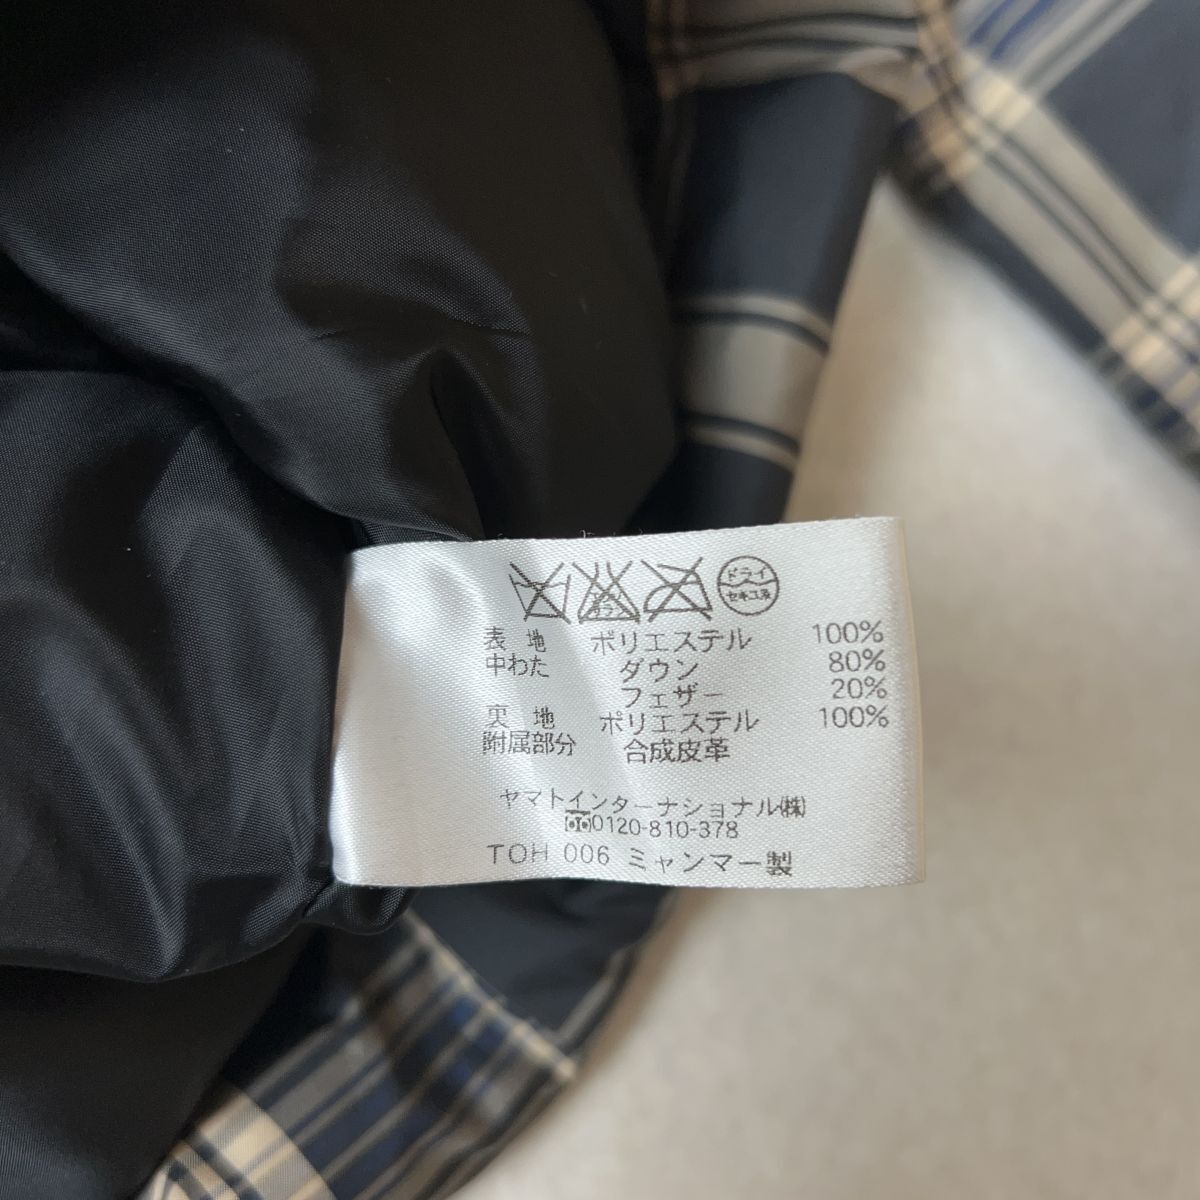 ドライ
セキユ系
表 地 ポリエステル 100%
中わた ダウン 80%
フェザー 20%
裏 地 ポリエステル 100%
附属部分 合成皮革
ヤマトインターナショナル(株)
0120-810-378
TOH 006 ミャンマー製